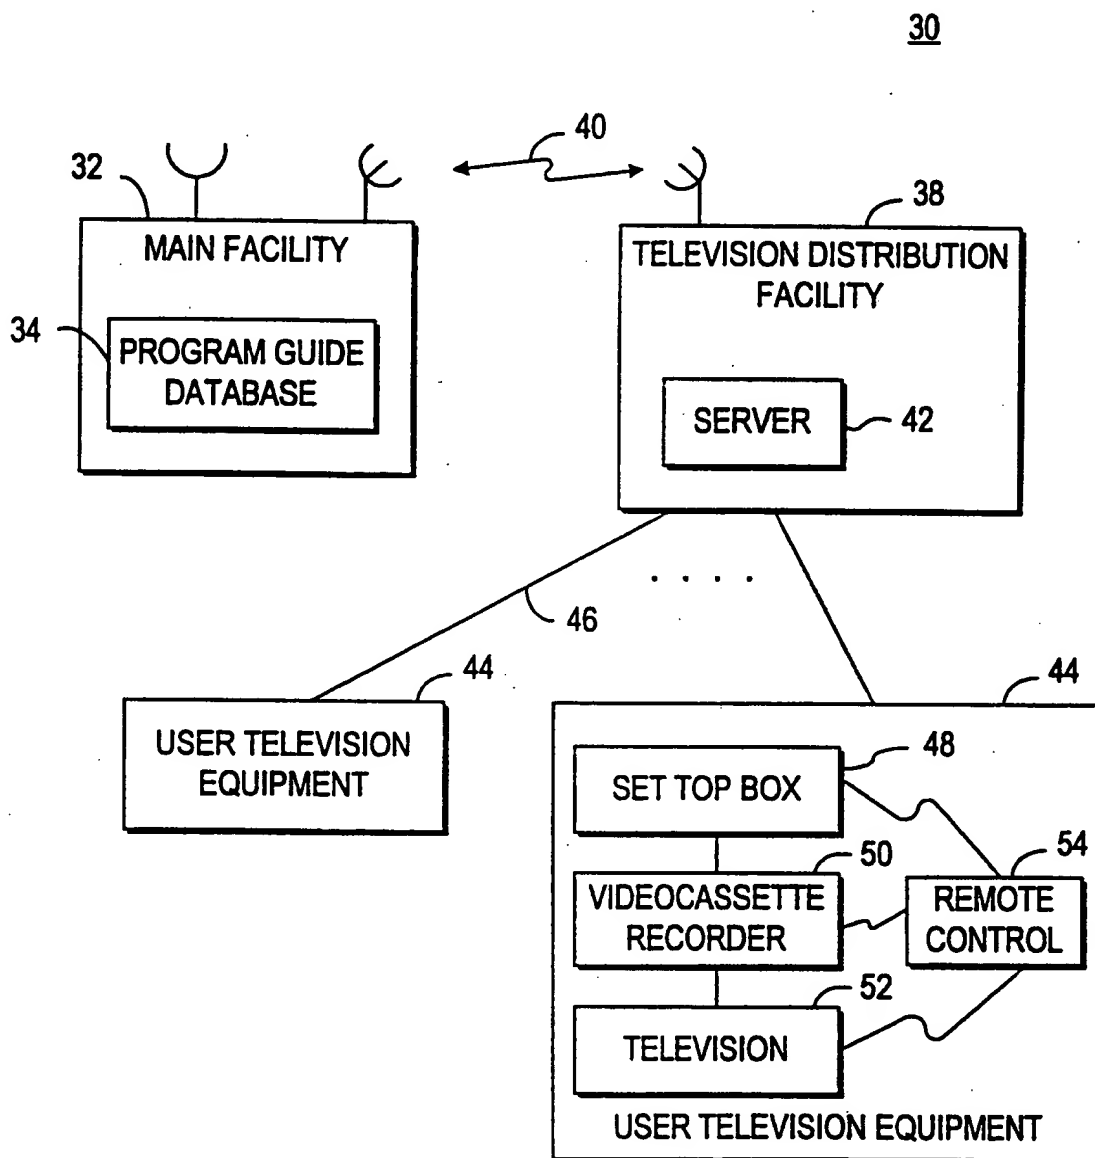 30
40
32
38
MAIN FACILITY
TELEVISION DISTRIBUTION
FACILITY
34
PROGRAM GUIDE
DATABASE
SERVER
42
46
44
44
USER TELEVISION
EQUIPMENT
48
SET TOP BOX
50
54
VIDEOCASSETTE
RECORDER
REMOTE
CONTROL
52
TELEVISION
USER TELEVISION EQUIPMENT